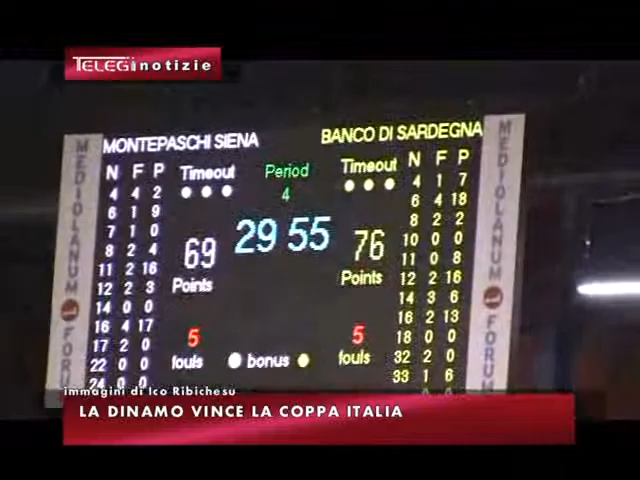 TELEGI notizie
MONTEPASCHI SIENA BANCO DI SARDEGNA
MEDIOLANUM FORUM
N F P
4 4 2
6 1 9
7 1 0
8 2 4
11 2 16
12 2 3
14 0 0
16 4 17
17 2 0
22 0 0
24 0 0
Timeout
69
Points
5
fouls
Period
4
29 55
bonus
Timeout
76
Points
5
fouls
N F P
4 1 7
6 4 18
8 2 2
10 0 0
11 0 8
12 2 16
14 3 6
16 2 13
18 0 0
32 2 0
33 1 6
MEDIOLANUM FORUM
immagini di Ico Ribichesu
LA DINAMO VINCE LA COPPA ITALIA